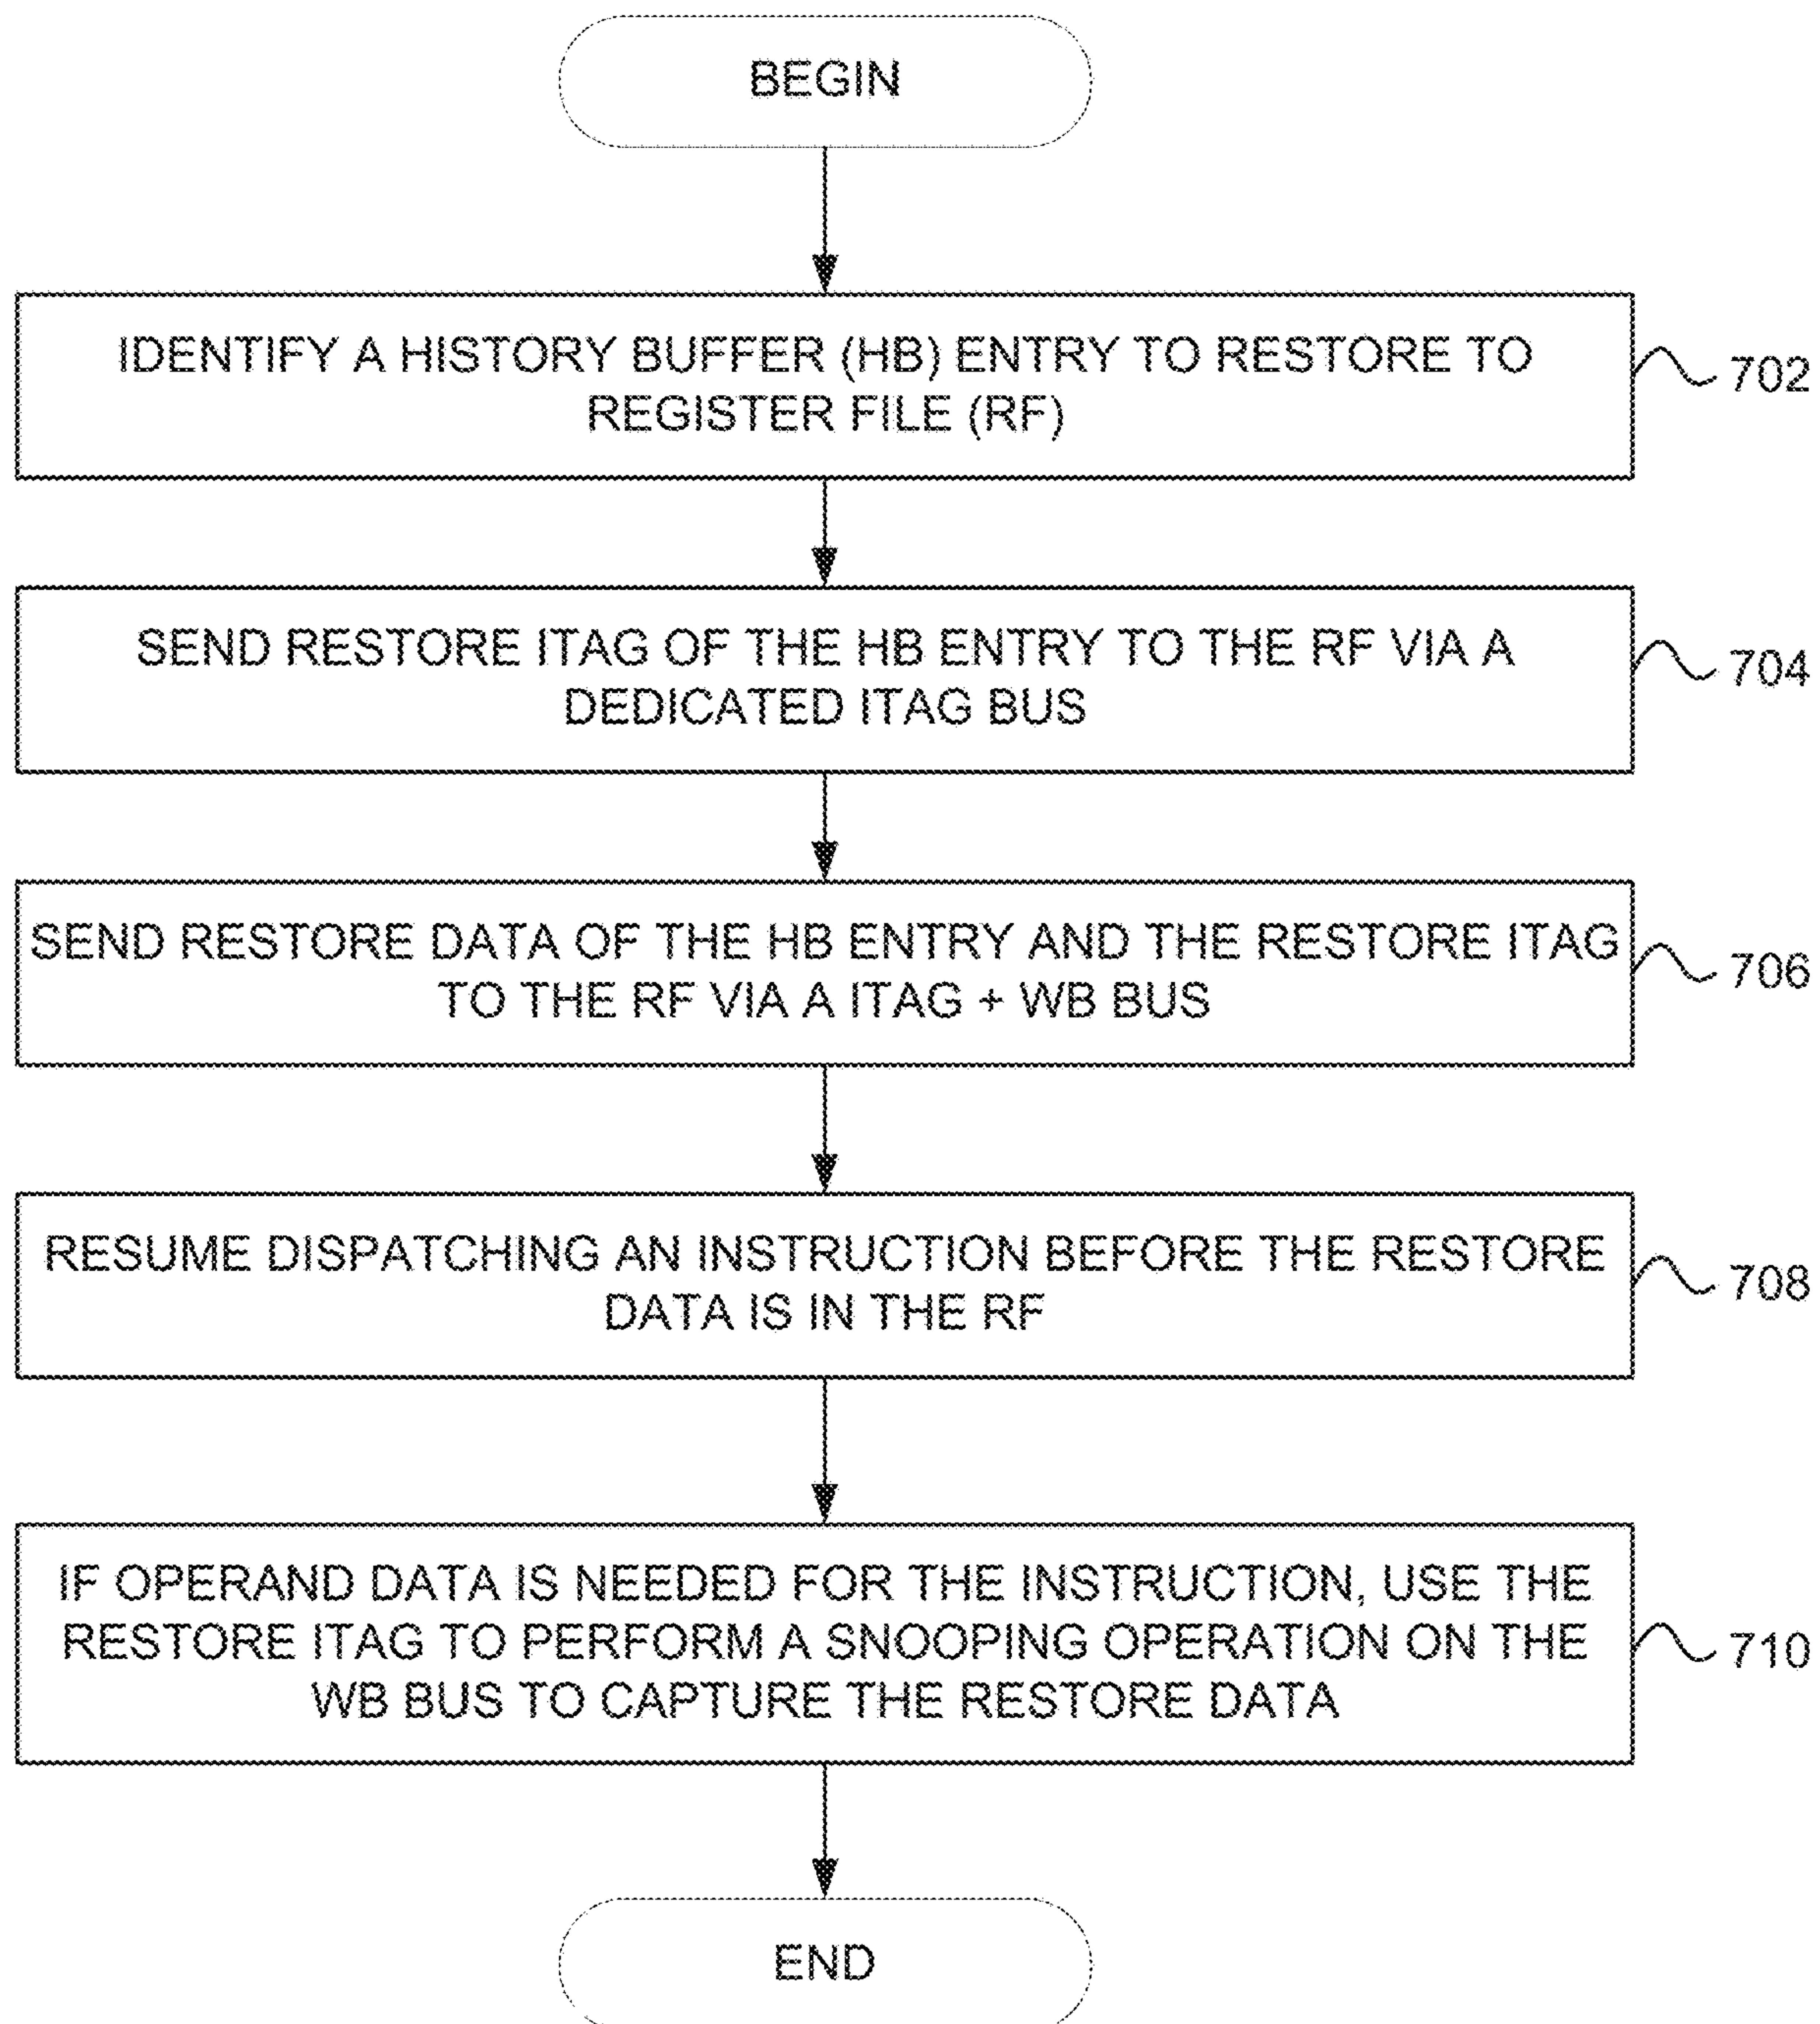 BEGIN
IDENTIFY A HISTORY BUFFER (HB) ENTRY TO RESTORE TO
REGISTER FILE (RF)
702
SEND RESTORE ITAG OF THE HB ENTRY TO THE RF VIA A
DEDICATED ITAG BUS
704
SEND RESTORE DATA OF THE HB ENTRY AND THE RESTORE ITAG
TO THE RF VIA A ITAG + WB BUS
706
RESUME DISPATCHING AN INSTRUCTION BEFORE THE RESTORE
DATA IS IN THE RF
708
IF OPERAND DATA IS NEEDED FOR THE INSTRUCTION, USE THE
RESTORE ITAG TO PERFORM A SNOOPING OPERATION ON THE
WB BUS TO CAPTURE THE RESTORE DATA
710
END